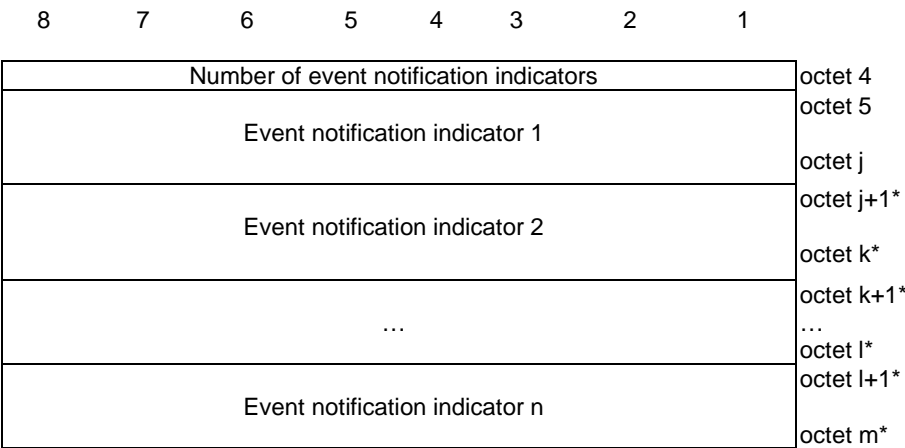 8 7 6 5 4 3 2 1
Number of event notification indicators octet 4
octet 5
Event notification indicator 1
octet j
octet j+1*
Event notification indicator 2
octet k*
octet k+1*
… …
octet l*
octet l+1*
Event notification indicator n
octet m*